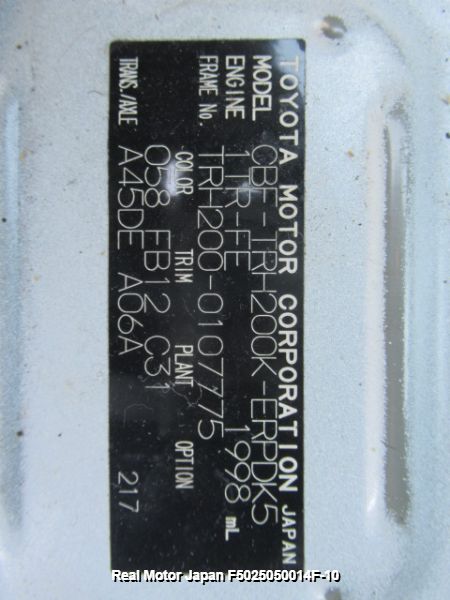 TOYOTA MOTOR CORPORATION JAPAN
MODEL CBF-TRH200K-ERPDK5
ENGINE 1TR-FE 1998 mL
FRAME No. TRH200-0107775
COLOR TRIM PLANT OPTION
058 FB12 C31
TRANS./AXLE A45DE A06A
217
Real Motor Japan F5025050014F-10